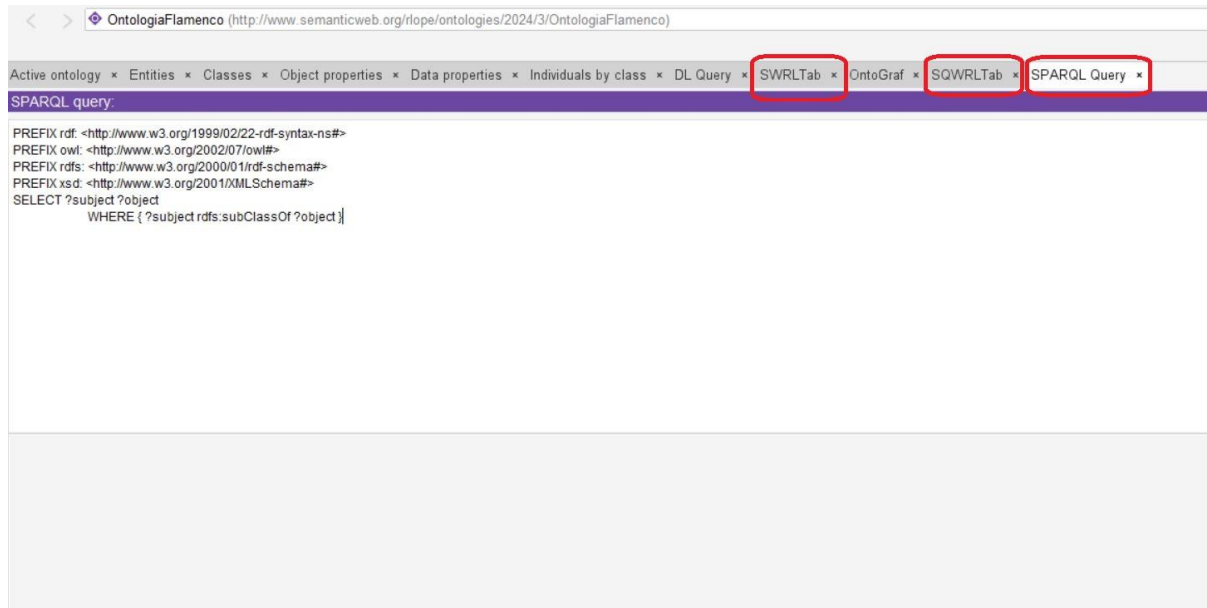 OntologiaFlamenco (http://www.semanticweb.org/rlope/ontologies/2024/3/OntologiaFlamenco)
Active ontology × Entities × Classes × Object properties × Data properties × Individuals by class × DL Query × SWRLTab × OntoGraf × SQWRLTab × SPARQL Query ×
SPARQL query:
PREFIX rdf: <http://www.w3.org/1999/02/22-rdf-syntax-ns#>
PREFIX owl: <http://www.w3.org/2002/07/owl#>
PREFIX rdfs: <http://www.w3.org/2000/01/rdf-schema#>
PREFIX xsd: <http://www.w3.org/2001/XMLSchema#>
SELECT ?subject ?object
WHERE { ?subject rdfs:subClassOf ?object }